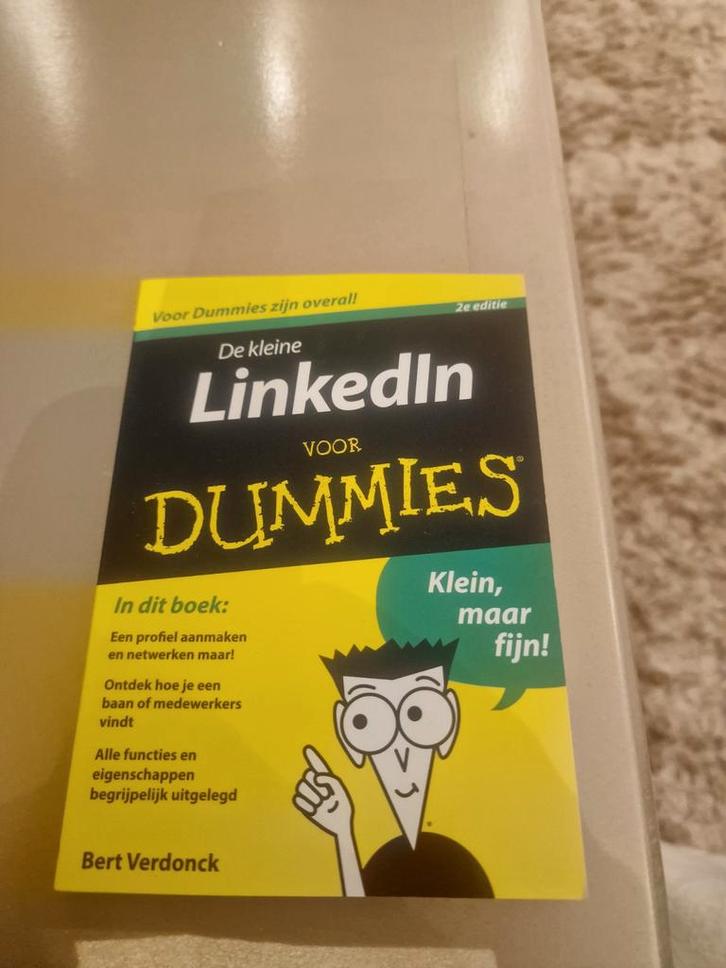 Voor Dummies zijn overal!
2e editie
De kleine
LinkedIn
VOOR
DUMMIES®
Klein,
maar
fijn!
In dit boek:
Een profiel aanmaken
en netwerken maar!
Ontdek hoe je een
baan of medewerkers
vindt
Alle functies en
eigenschappen
begrijpelijk uitgelegd
Bert Verdonck